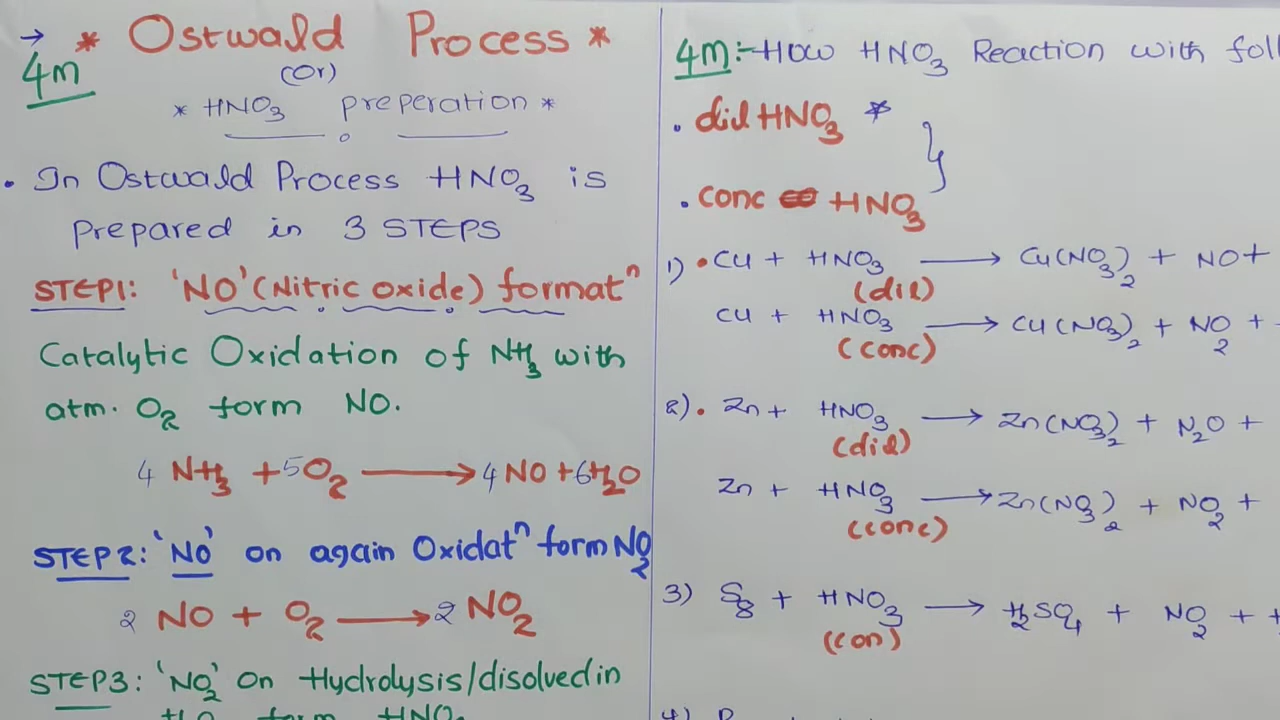 → * Ostwald Process *
4m (Or)
* HNO3 preperation *
• In Ostwald Process HNO3 is
prepared in 3 STEPS
STEP1: 'NO' (Nitric oxide) formatⁿ
Catalytic Oxidation of NH3 with
atm. O2 form NO.
4 NH3 + 5O2 → 4 NO + 6H2O
STEP2: 'NO' on again Oxidatⁿ form NO2
2 NO + O2 → 2 NO2
STEP3: 'NO2' On Hydrolysis/disolved in
H2O form HNO3
4m:- How HNO3 Reaction with foll
• dil HNO3 *
• conc HNO3
1) • Cu + HNO3 → Cu(NO3)2 + NO +
(dil)
Cu + HNO3 → Cu(NO3)2 + NO2 +
(conc)
2) • Zn + HNO3 → Zn(NO3)2 + N2O +
(dil)
Zn + HNO3 → Zn(NO3)2 + NO2 +
(conc)
3) S8 + HNO3 → H2SO4 + NO2 +
(con)
4)